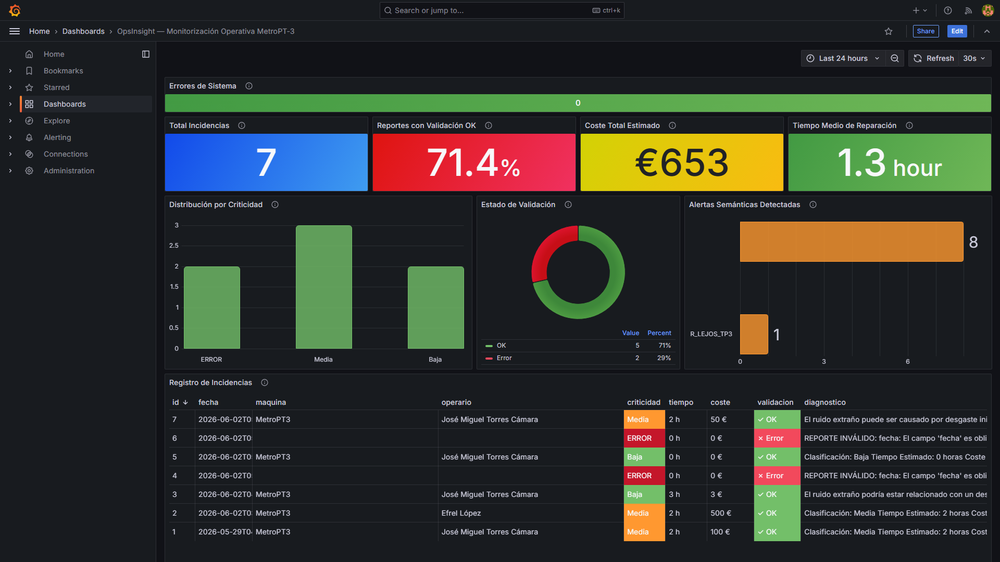 Search or jump to...
ctrl+k
Home › Dashboards › OpsInsight — Monitorización Operativa MetroPT-3
Share
Edit
Home
Bookmarks
Starred
Dashboards
Explore
Alerting
Connections
Administration
Last 24 hours
Refresh
30s
Errores de Sistema
0
Total Incidencias
7
Reportes con Validación OK
71.4%
Coste Total Estimado
€653
Tiempo Medio de Reparación
1.3 hour
Distribución por Criticidad
3
2.5
2
1.5
1
0.5
0
ERROR Media Baja
Estado de Validación
Value Percent
OK 5 71%
Error 2 29%
Alertas Semánticas Detectadas
8
R_LEJOS_TP3 1
0 3 6
Registro de Incidencias
id fecha maquina operario criticidad tiempo coste validacion diagnostico
7 2026-06-02T0 MetroPT3 José Miguel Torres Cámara Media 2 h 50 € ✓ OK El ruido extraño puede ser causado por desgaste ini
6 2026-06-02T0 ERROR 0 h 0 € × Error REPORTE INVÁLIDO: fecha: El campo 'fecha' es obli
5 2026-06-02T0 MetroPT3 José Miguel Torres Cámara Baja 0 h 0 € ✓ OK Clasificación: Baja Tiempo Estimado: 0 horas Coste
4 2026-06-02T0 ERROR 0 h 0 € × Error REPORTE INVÁLIDO: fecha: El campo 'fecha' es obli
3 2026-06-02T0 MetroPT3 José Miguel Torres Cámara Baja 3 h 3 € ✓ OK El ruido extraño podría estar relacionado con un des
2 2026-06-02T0 MetroPT3 Efrel López Media 2 h 500 € ✓ OK Clasificación: Media Tiempo Estimado: 2 horas Cost
1 2026-05-29T0 MetroPT3 José Miguel Torres Cámara Media 2 h 100 € ✓ OK Clasificación: Media Tiempo Estimado: 2 horas Cost